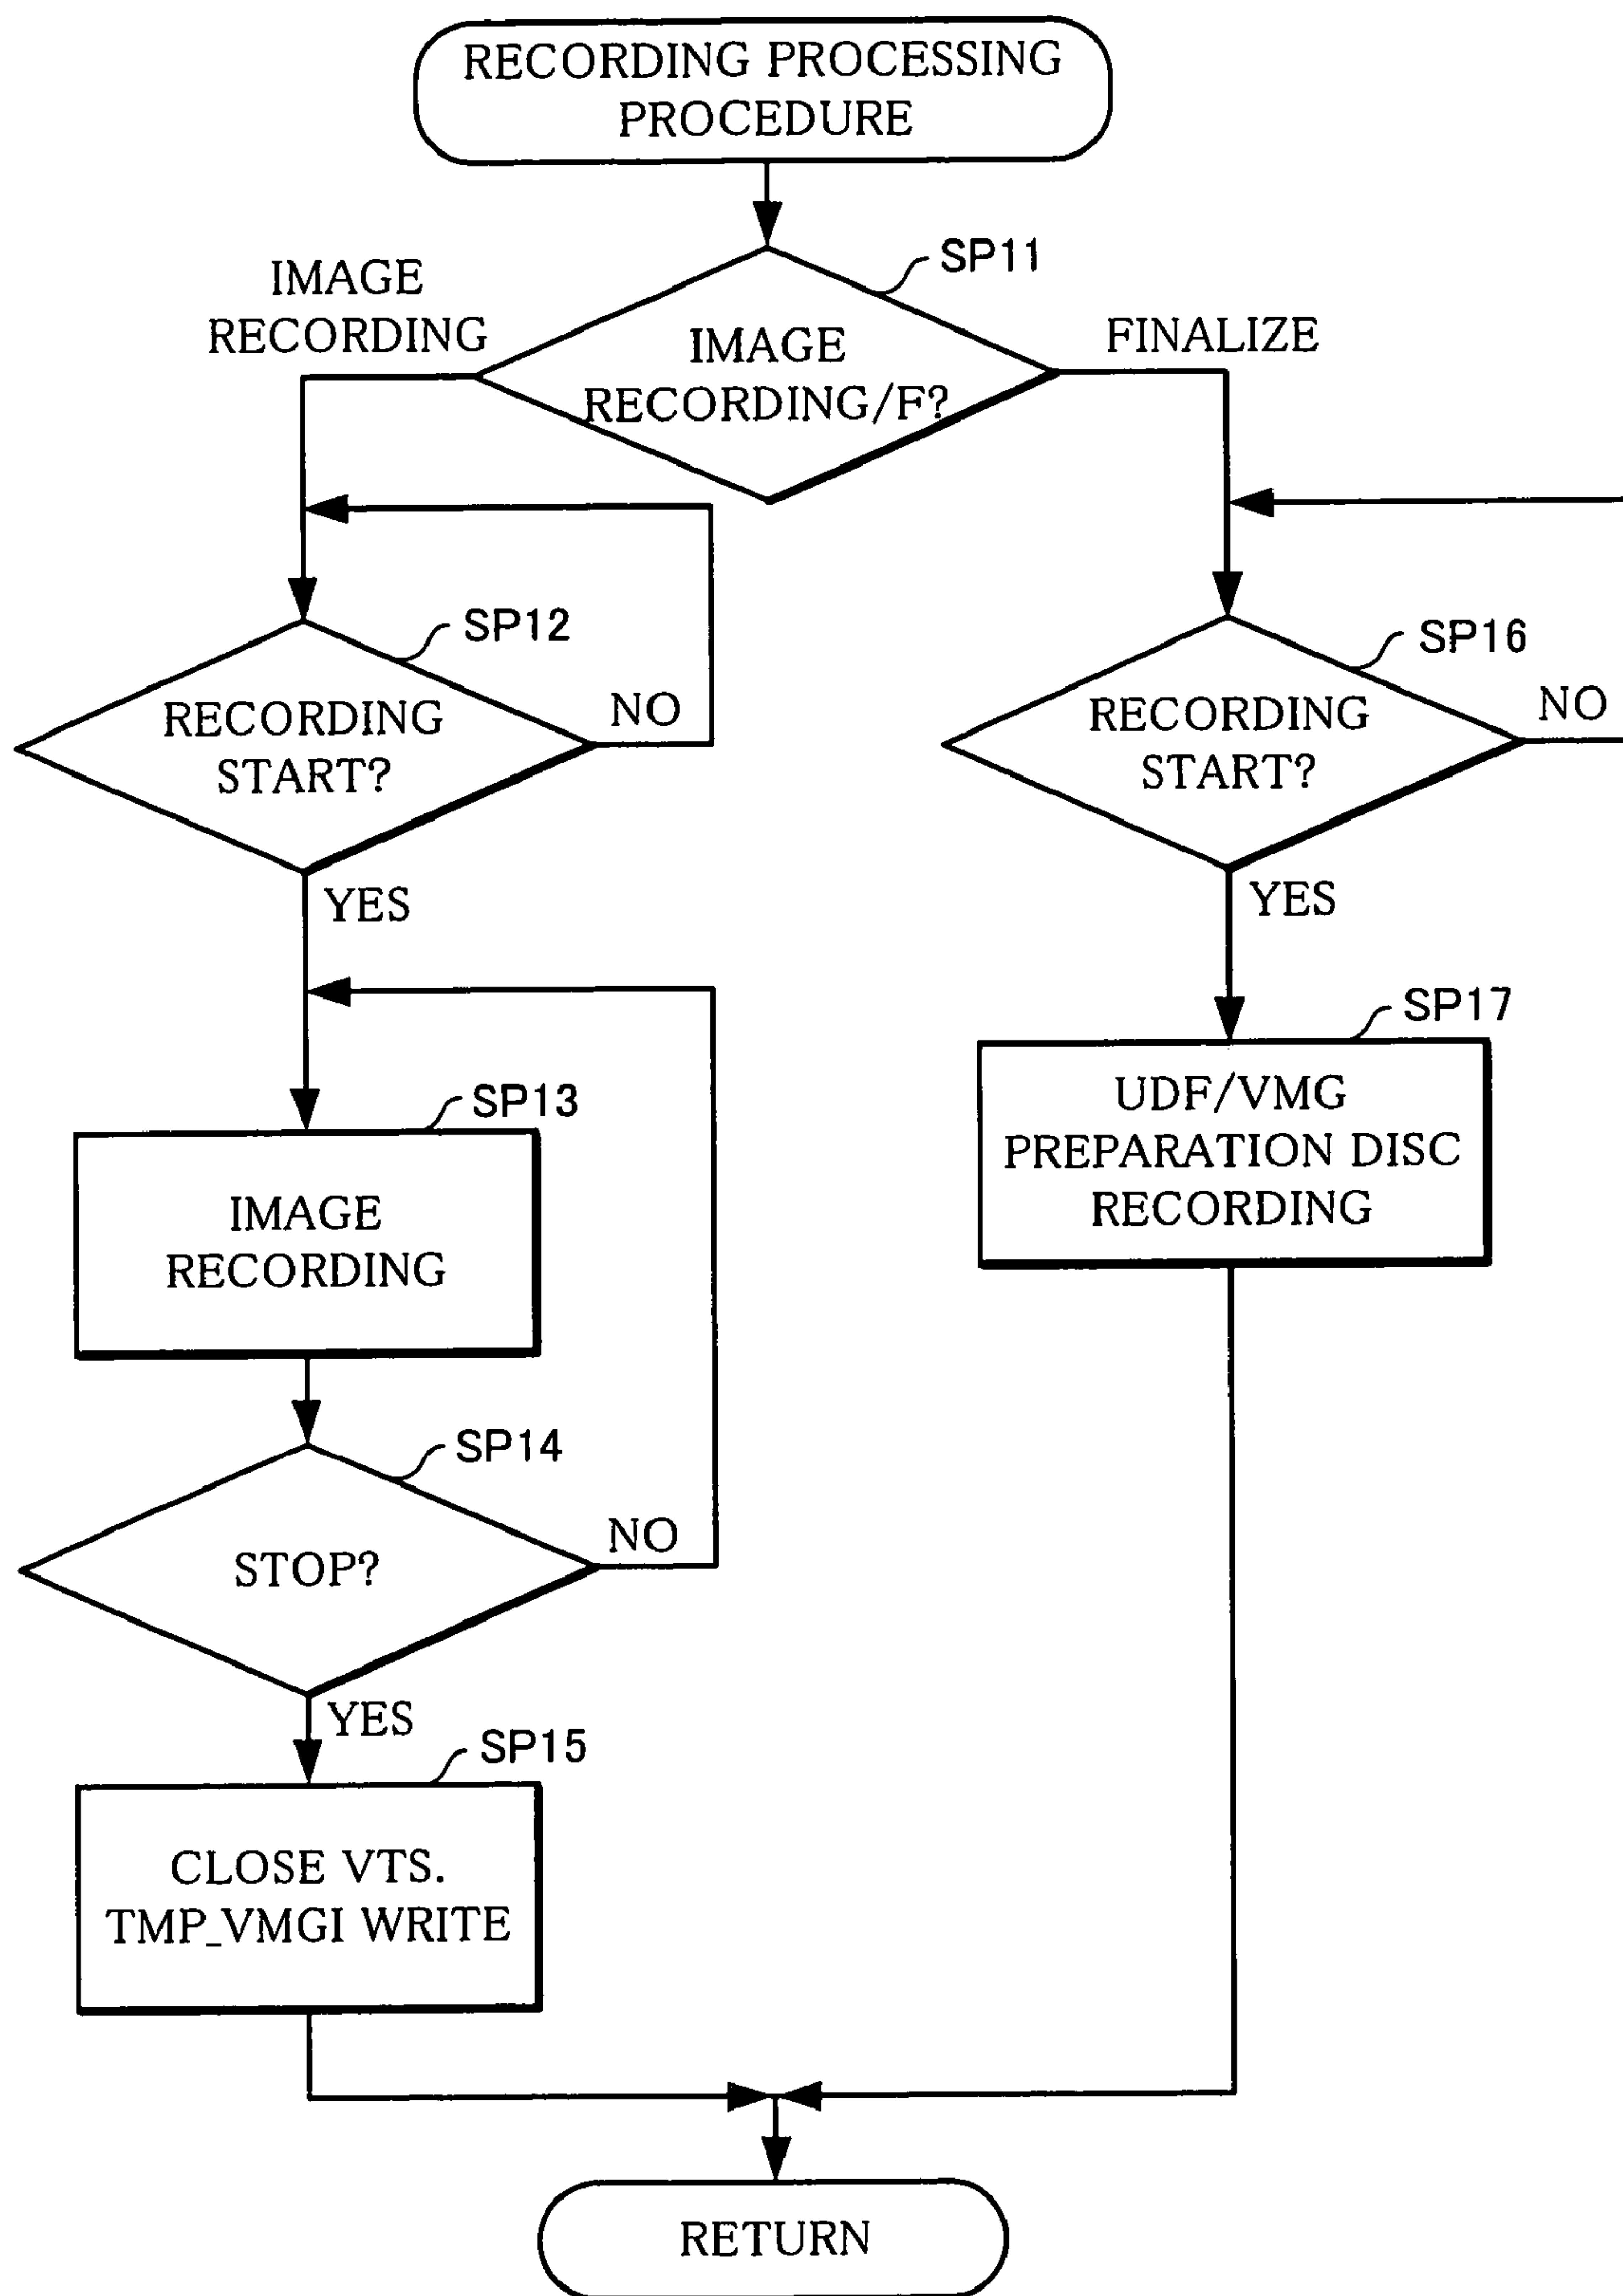 RECORDING PROCESSING
PROCEDURE
SP11
IMAGE
RECORDING
IMAGE
RECORDING/F?
FINALIZE
SP12
RECORDING
START?
NO
YES
SP16
RECORDING
START?
NO
YES
SP13
IMAGE
RECORDING
SP17
UDF/VMG
PREPARATION DISC
RECORDING
SP14
STOP?
NO
YES
SP15
CLOSE VTS.
TMP_VMGI WRITE
RETURN